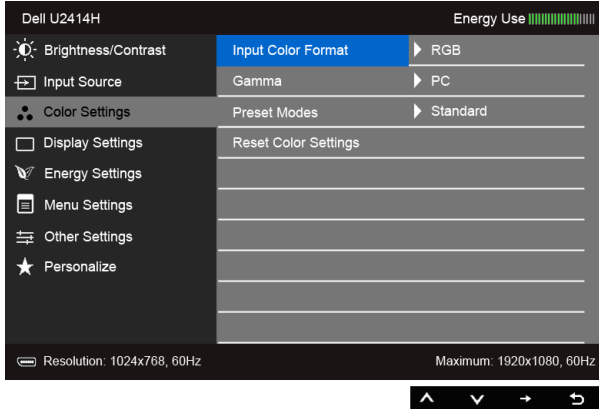 Dell U2414H Energy Use
Brightness/Contrast Input Color Format RGB
Input Source Gamma PC
Color Settings Preset Modes Standard
Display Settings Reset Color Settings
Energy Settings
Menu Settings
Other Settings
Personalize
Resolution: 1024x768, 60Hz Maximum: 1920x1080, 60Hz